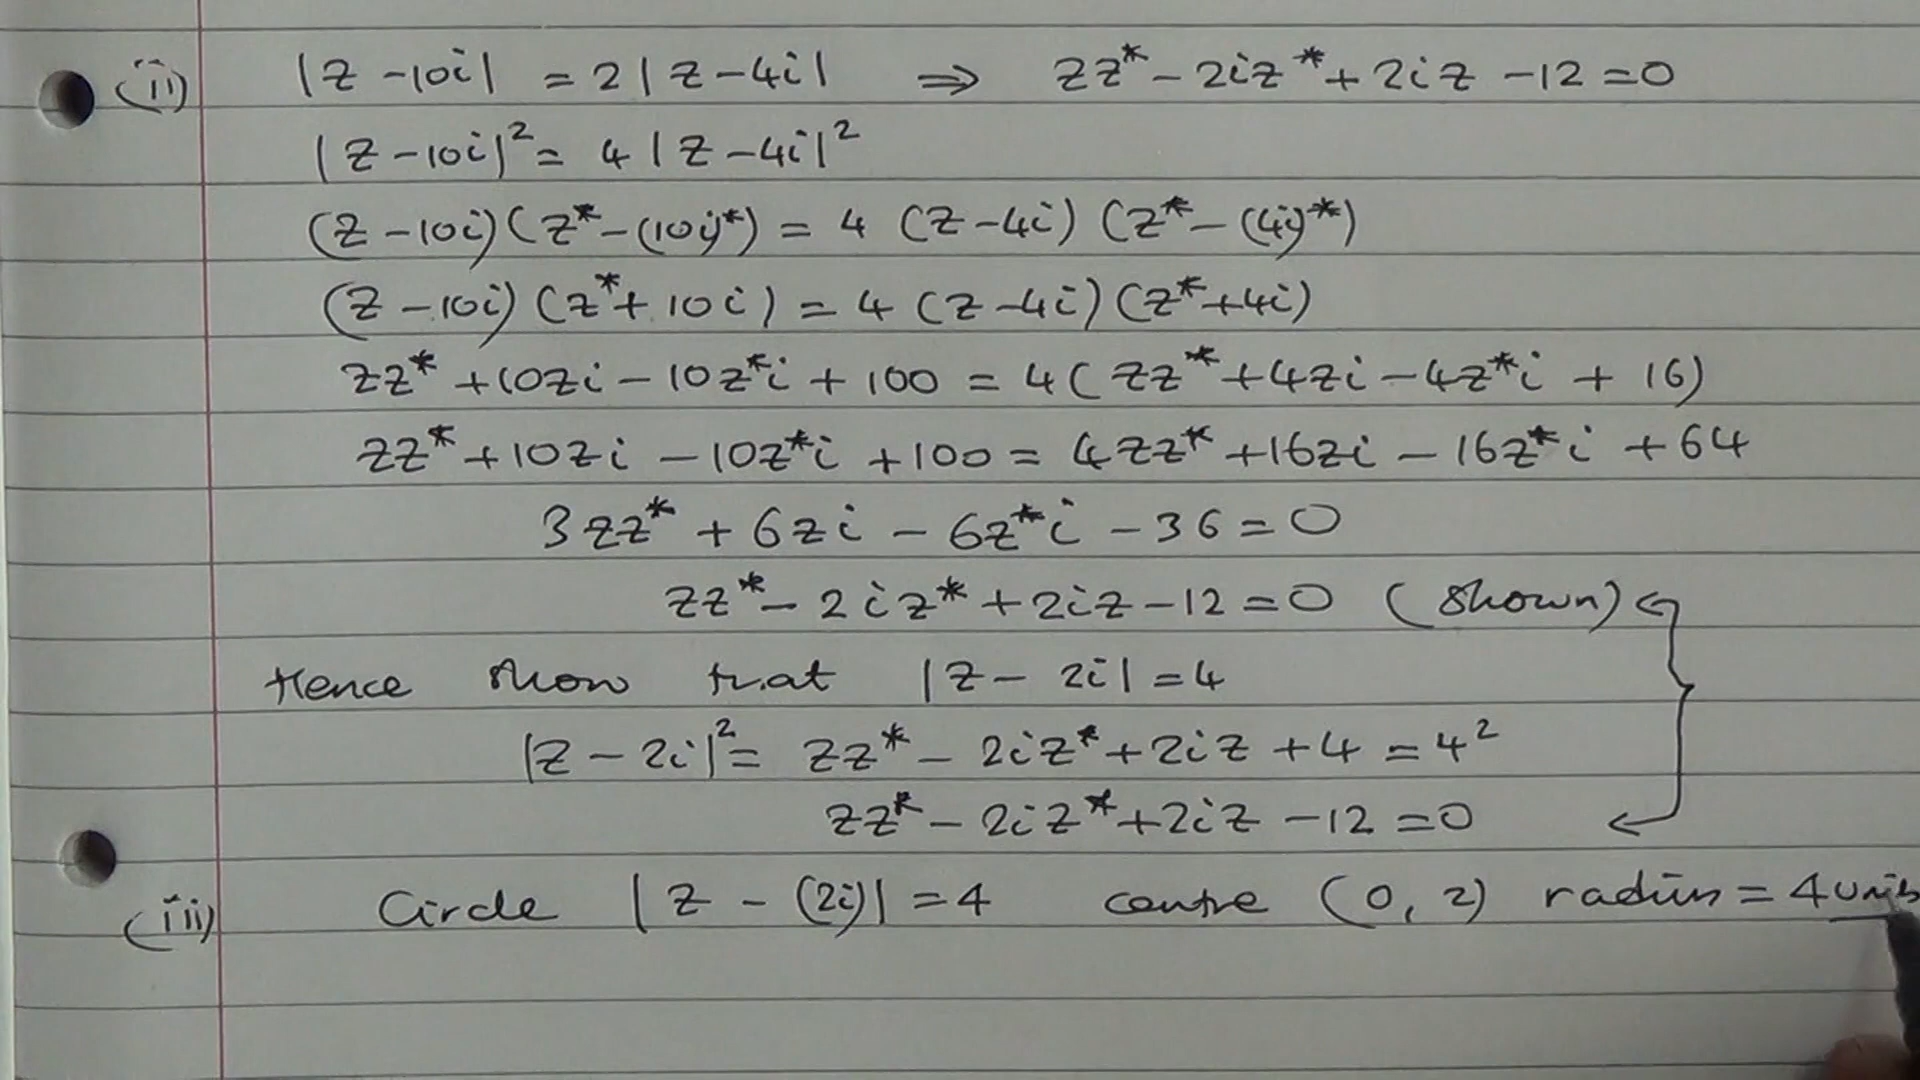 (ii) |z -10i| = 2|z-4i| ⇒ zz* - 2iz* + 2iz -12 = 0
|z-10i|² = 4|z-4i|²
(z-10i)(z* - (10i)*) = 4 (z-4i) (z* - (4i)*)
(z-10i)(z*+10i) = 4(z-4i)(z*+4i)
zz* +10zi - 10z*i + 100 = 4(zz* +4zi -4z*i + 16)
zz* +10zi -10z*i +100 = 4zz* +16zi - 16z*i +64
3zz* + 6zi - 6z*i - 36 = 0
zz* - 2iz* + 2iz -12 = 0 (shown)
Hence show that |z - 2i| = 4
|z - 2i|² = zz* - 2iz* + 2iz + 4 = 4²
zz* - 2iz* + 2iz - 12 = 0
(iii) Circle |z - (2i)| = 4 centre (0, 2) radius = 4 units